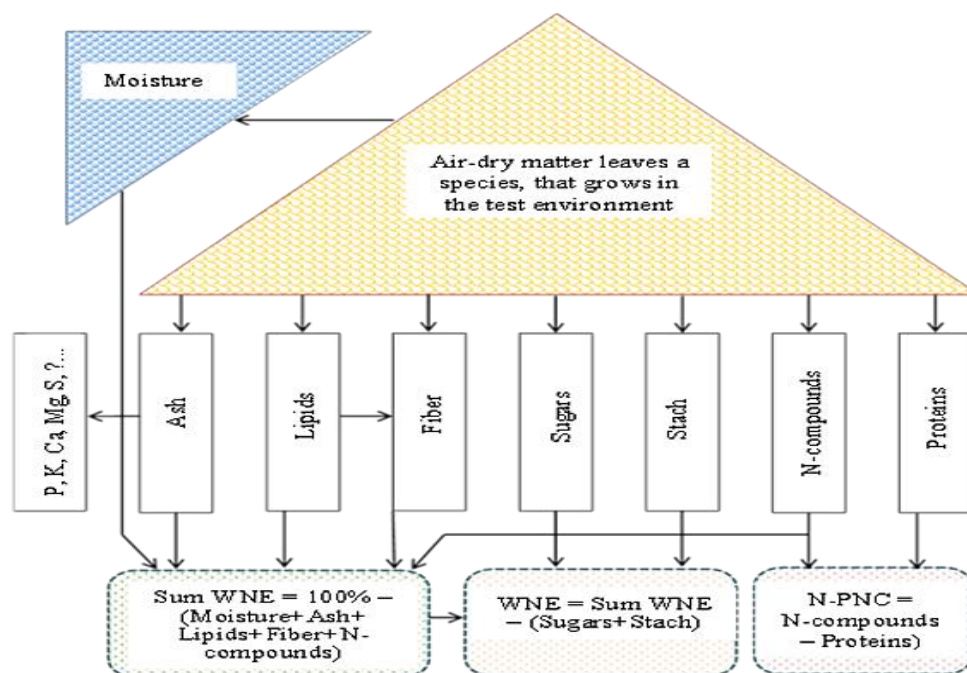 Moisture
Air-dry matter leaves a
species, that grows in
the test environment
P, K, Ca, Mg, S, ?...
Ash
Lipids
Fiber
Sugars
Stach
N-compounds
Proteins
Sum WNE = 100% –
(Moisture+ Ash+
Lipids+ Fiber+ N-
compounds)
WNE = Sum WNE
– (Sugars+ Stach)
N-PNC =
N-compounds
– Proteins)